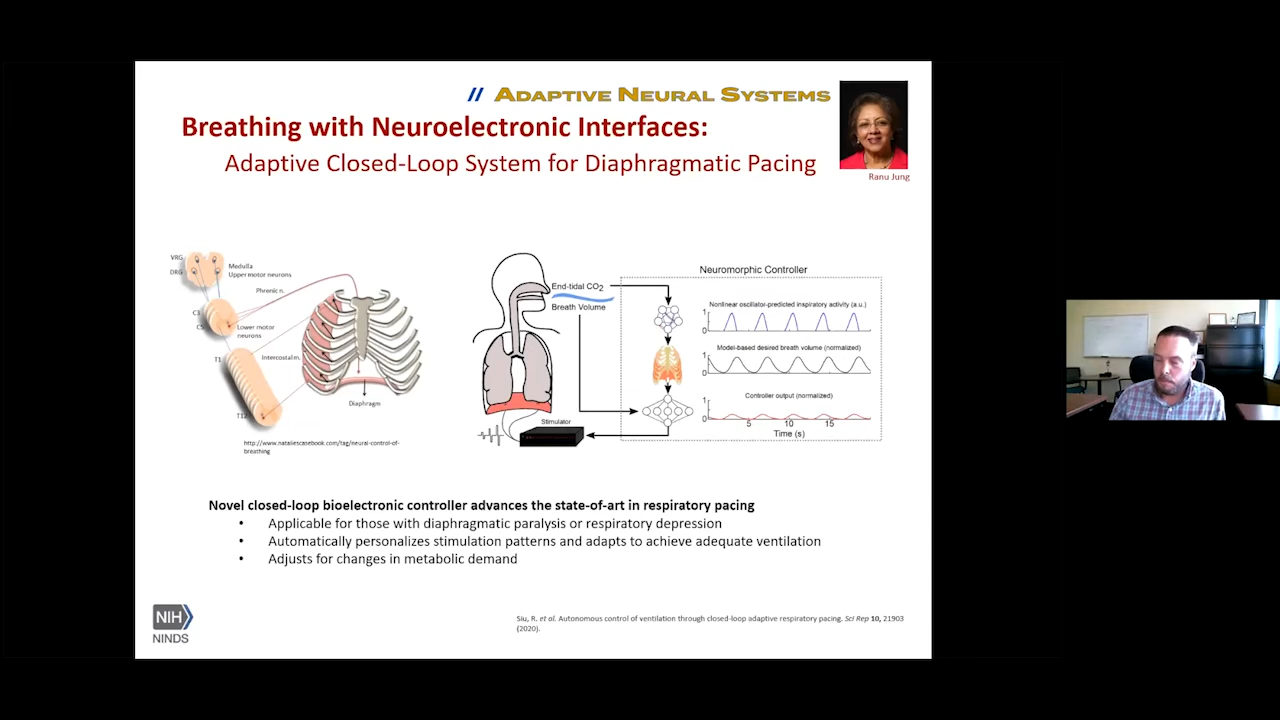 // ADAPTIVE NEURAL SYSTEMS
Breathing with Neuroelectronic Interfaces:
Adaptive Closed-Loop System for Diaphragmatic Pacing
Ranu Jung
VRG
DRG
Medulla
Upper motor neurons
Phrenic n.
C3
C5
Lower motor
neurons
T1
Intercostal m.
T12
Diaphragm
http://www.nataliescasebook.com/tag/neural-control-of-
breathing
End-tidal CO2
Breath Volume
Stimulator
Neuromorphic Controller
Nonlinear oscillator-predicted inspiratory activity (a.u.)
1
0
Model-based desired breath volume (normalized)
1
0
Controller output (normalized)
1
0
5 10 15
Time (s)
Novel closed-loop bioelectronic controller advances the state-of-art in respiratory pacing
• Applicable for those with diaphragmatic paralysis or respiratory depression
• Automatically personalizes stimulation patterns and adapts to achieve adequate ventilation
• Adjusts for changes in metabolic demand
NIH
NINDS
Siu, R. et al. Autonomous control of ventilation through closed-loop adaptive respiratory pacing. Sci Rep 10, 21903
(2020).